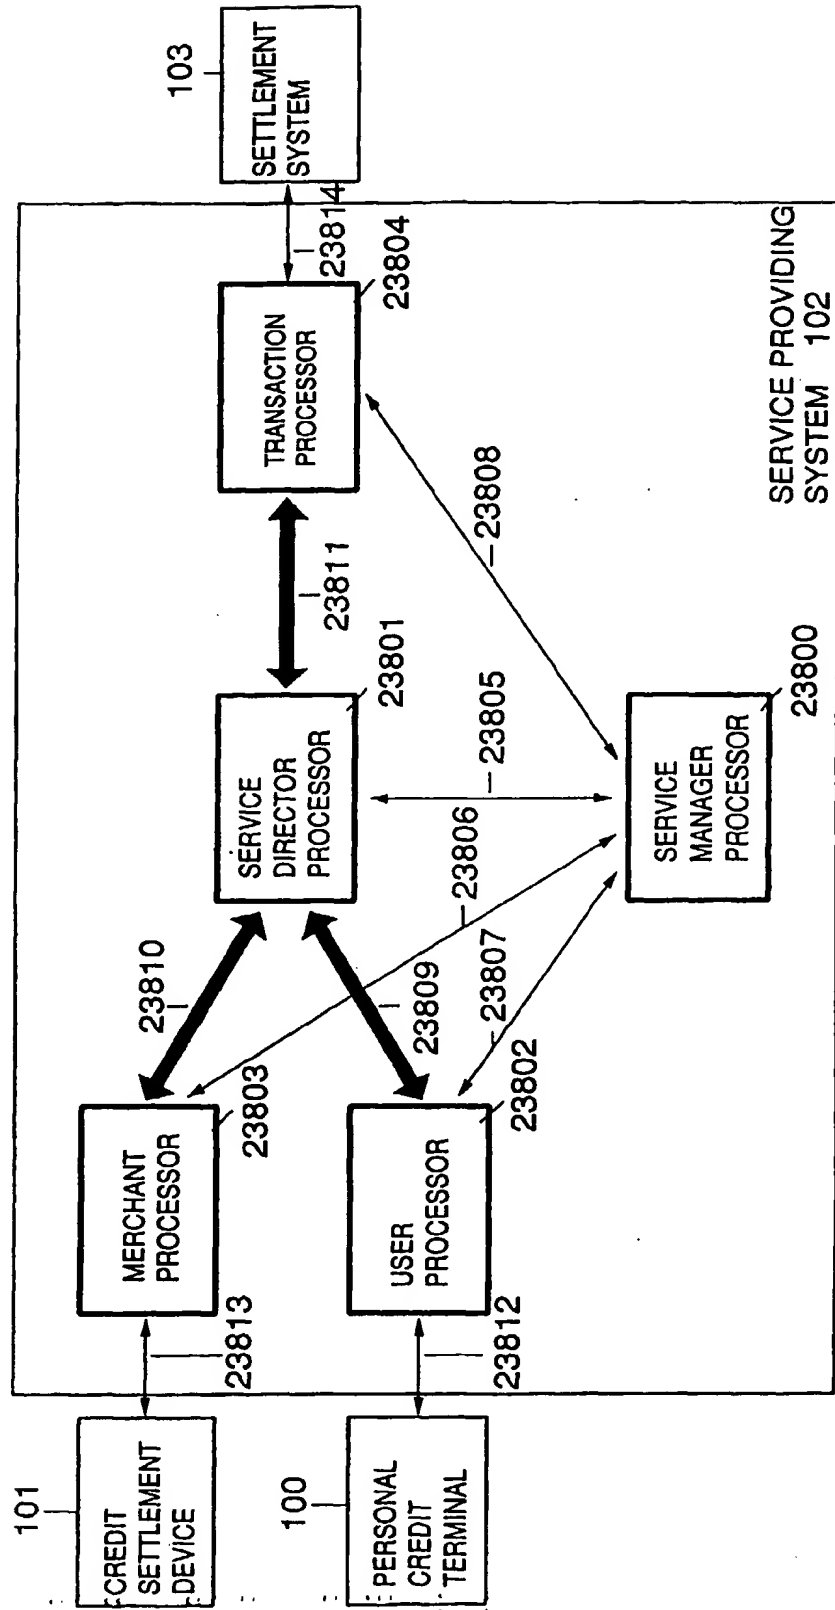 101
CREDIT
SETTLEMENT
DEVICE
23813
MERCHANT
PROCESSOR
23803
23810
100
PERSONAL
CREDIT
TERMINAL
23812
USER
PROCESSOR
23802
23809
23807
23806
SERVICE
DIRECTOR
PROCESSOR
23801
23805
SERVICE
MANAGER
PROCESSOR
23800
23811
23808
TRANSACTION
PROCESSOR
23804
23814
103
SETTLEMENT
SYSTEM
SERVICE PROVIDING
SYSTEM 102